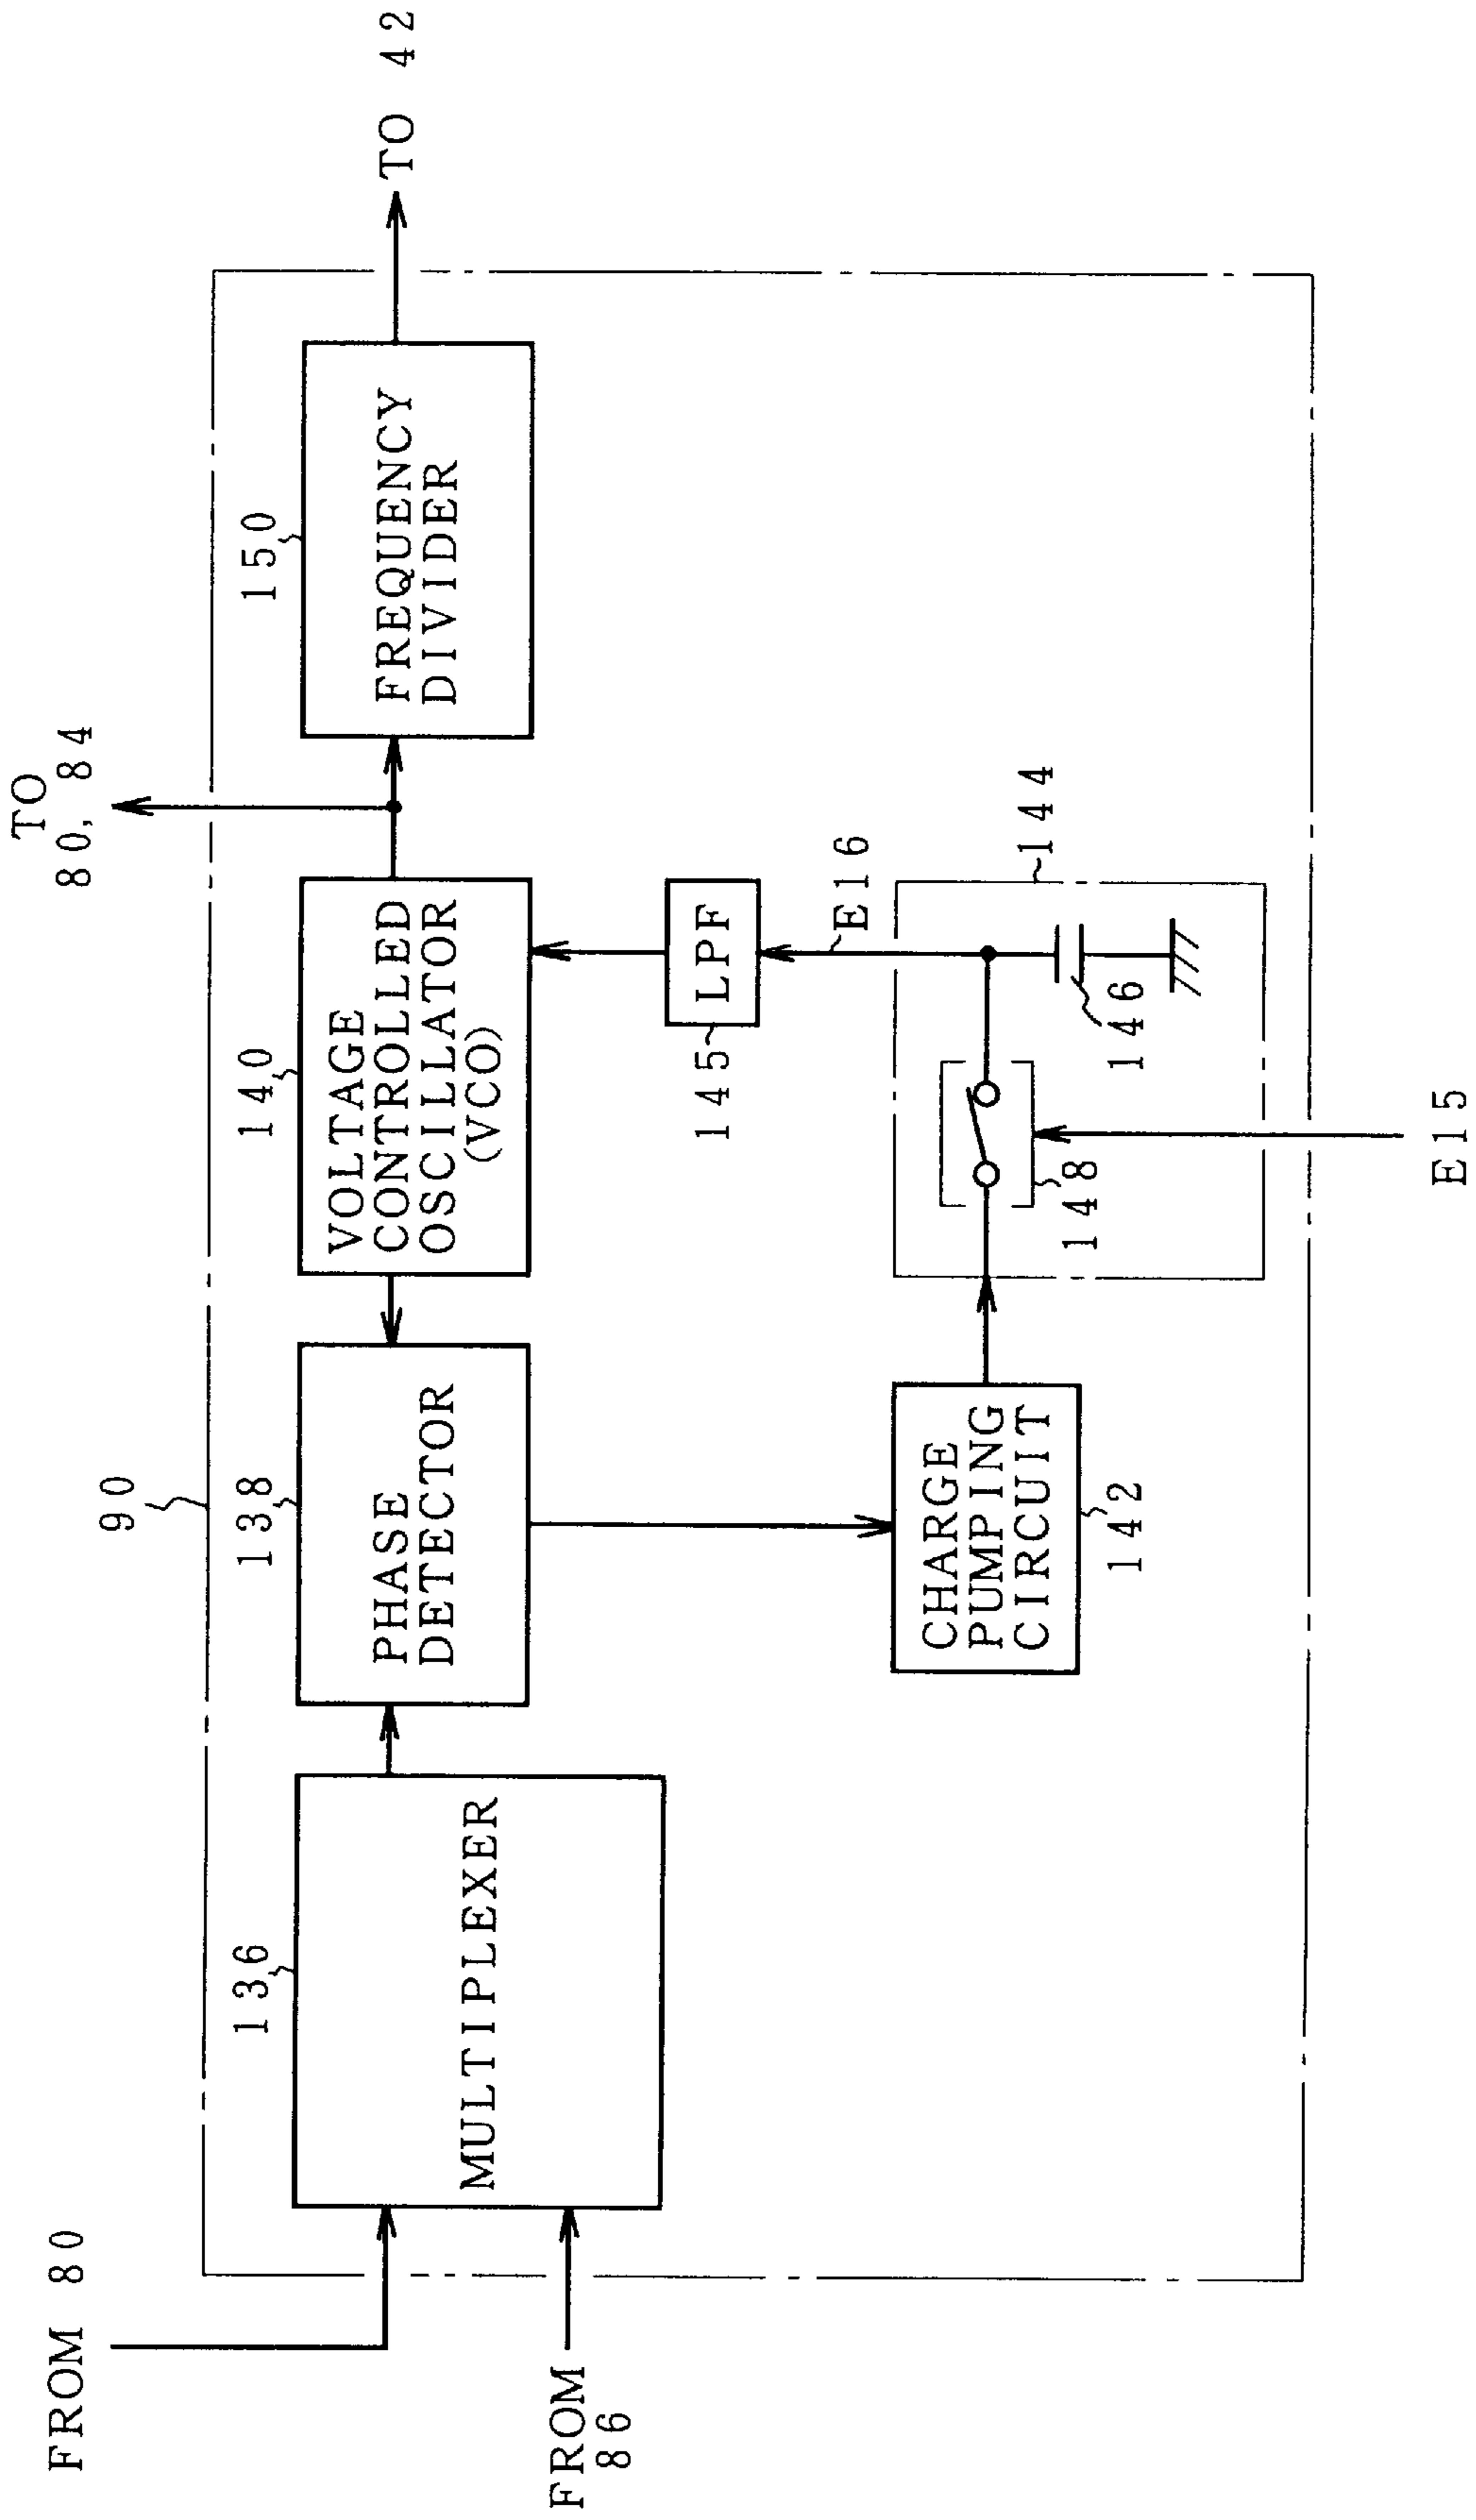 FROM 80
FROM
86
90
136
MULTIPLEXER
138
PHASE
DETECTOR
140
VOLTAGE
CONTROLLED
OSCILLATOR
(VCO)
TO
80, 84
150
FREQUENCY
DIVIDER
TO 42
145
LPF
E16
CHARGE
PUMPING
CIRCUIT
142
144
146
148
E15